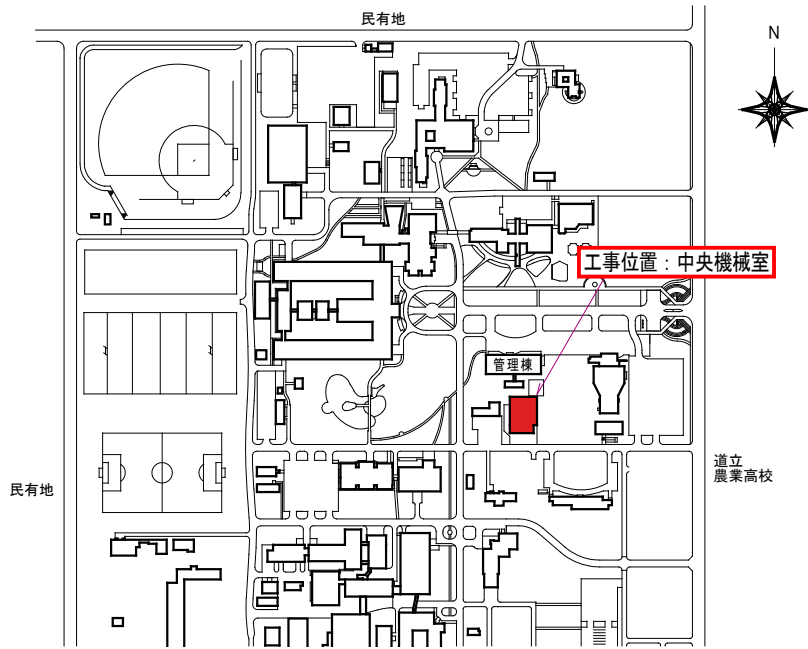 民有地
N
工事位置：中央機械室
管理棟
道立
農業高校
民有地